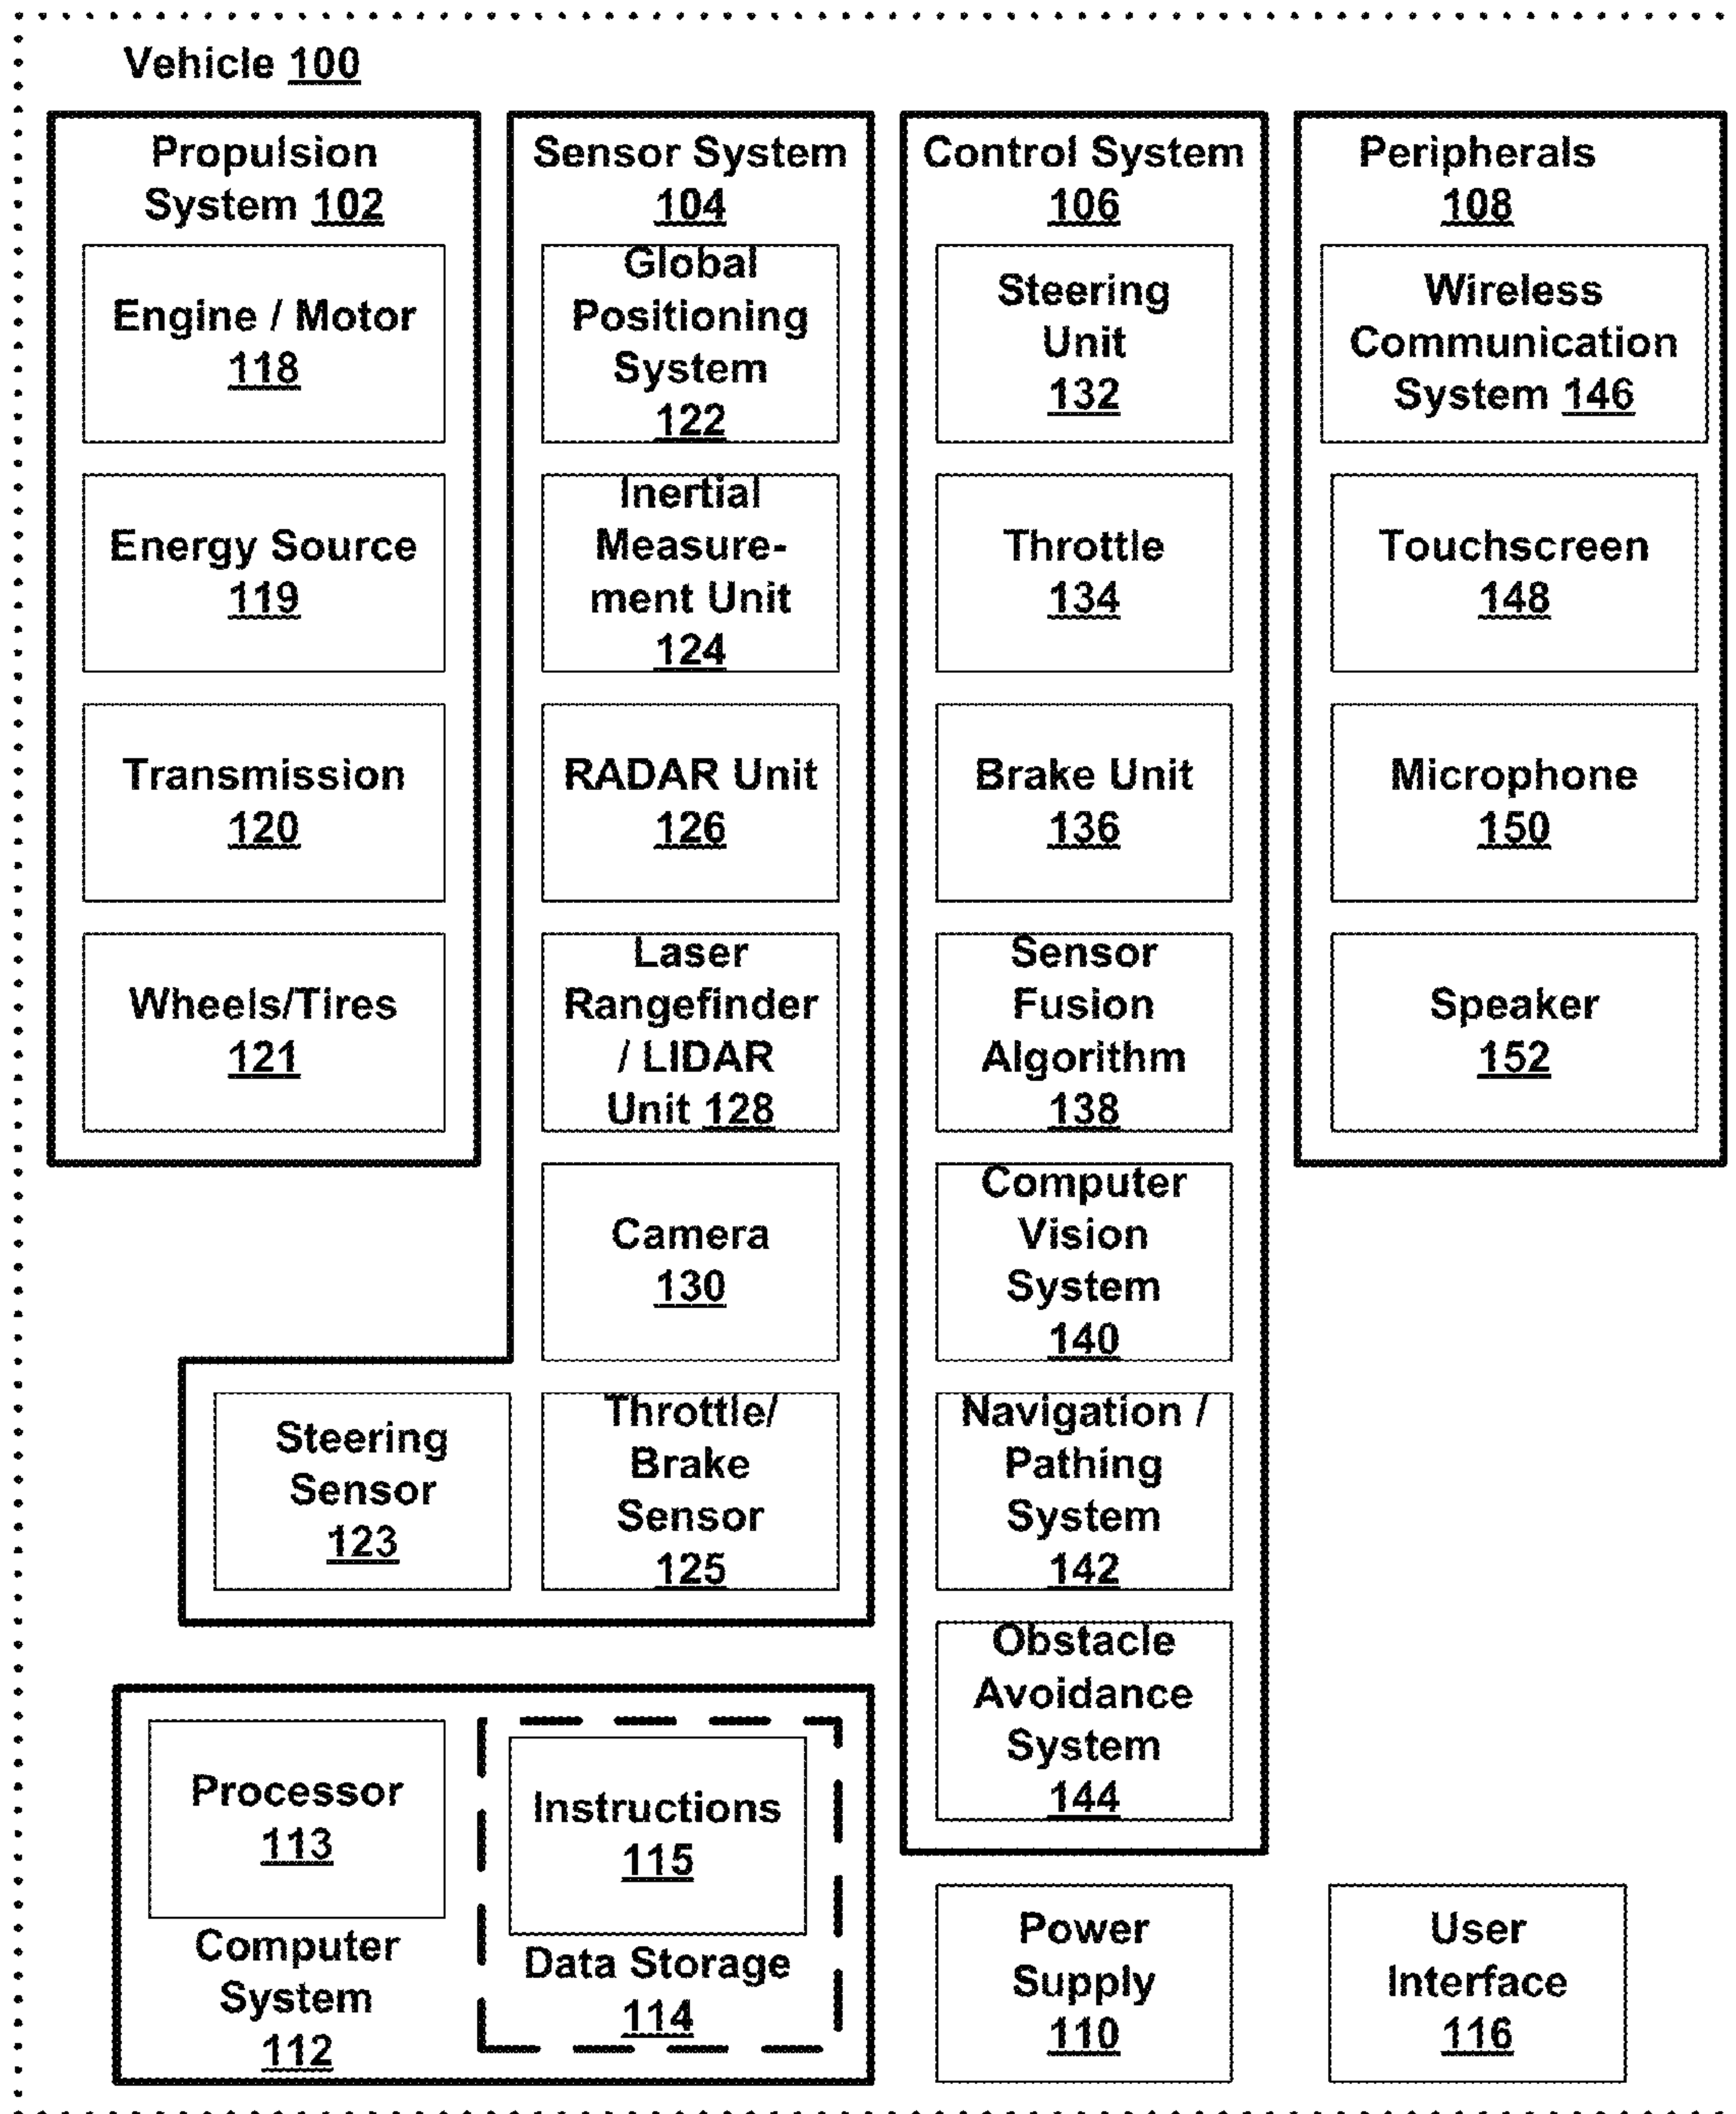 Vehicle 100
Propulsion
System 102
Engine / Motor
118
Energy Source
119
Transmission
120
Wheels/Tires
121
Sensor System
104
Global
Positioning
System
122
Inertial
Measure-
ment Unit
124
RADAR Unit
126
Laser
Rangefinder
/ LIDAR
Unit 128
Camera
130
Steering
Sensor
123
Throttle/
Brake
Sensor
125
Control System
106
Steering
Unit
132
Throttle
134
Brake Unit
136
Sensor
Fusion
Algorithm
138
Computer
Vision
System
140
Navigation /
Pathing
System
142
Obstacle
Avoidance
System
144
Peripherals
108
Wireless
Communication
System 146
Touchscreen
148
Microphone
150
Speaker
152
Processor
113
Computer
System
112
Instructions
115
Data Storage
114
Power
Supply
110
User
Interface
116